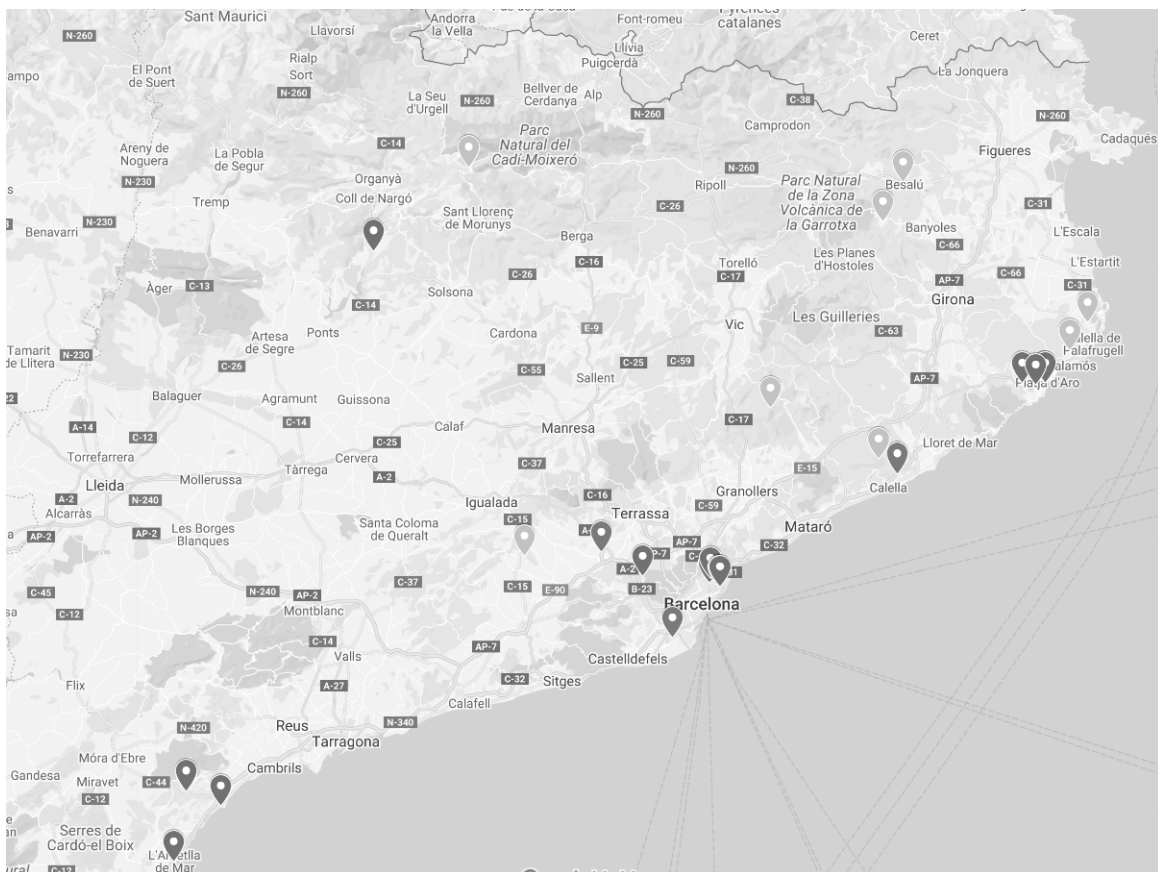 Sant Maurici
Andorra
la Vella
Font-romeu
catalanes
Ceret
N-260
Llavorsí
Llívia
Puigcerdà
La Jonquera
El Pont
de Suert
Rialp
Sort
N-260
La Seu
d'Urgell
N-260
Bellver de
Cerdanya
Alp
N-260
C-38
Camprodon
N-260
Cadaqués
Areny de
Noguera
La Pobla
de Segur
C-14
Parc
Natural del
Cadí-Moixeró
Figueres
N-230
Organyà
Coll de Nargó
Ripoll
N-260
Parc Natural
de la Zona
Volcànica de
la Garrotxa
Besalú
C-31
Tremp
N-230
Benavarri
Sant Llorenç
de Morunys
C-26
Berga
Banyoles
C-66
L'Escala
Les Planes
d'Hostoles
L'Estartit
C-16
Torelló
C-17
C-26
AP-7
C-66
C-31
Àger
C-13
Solsona
C-14
Girona
Cardona
E-9
Vic
Les Guilleries
C-63
Artesa
de Segre
Ponts
Tamarit
de Llitera
N-230
C-26
C-25
C-59
Palafrugell
C-55
Sallent
AP-7
Platja d'Aro
Balaguer
Agramunt
Guissona
C-14
C-17
A-14
C-12
Calaf
Manresa
Lloret de Mar
C-25
Torrefarrera
Cervera
Tàrrega
C-37
E-15
A-2
Mollerussa
Lleida
Calella
A-2
N-240
Alcarràs
Igualada
C-16
Granollers
C-59
Terrassa
AP-2
AP-2
Les Borges
Blanques
Santa Coloma
de Queralt
C-15
Mataró
AP-7
C-32
A-2
C-45
C-12
N-240
AP-2
C-37
C-15
E-90
B-23
Montblanc
Barcelona
C-14
AP-7
Valls
Castelldefels
C-32
Sitges
Flix
A-27
Calafell
N-420
Reus
N-340
Tarragona
Móra d'Ebre
Gandesa
Miravet
C-44
Cambrils
C-12
Serres de
Cardó-el Boix
de Mar
C-12